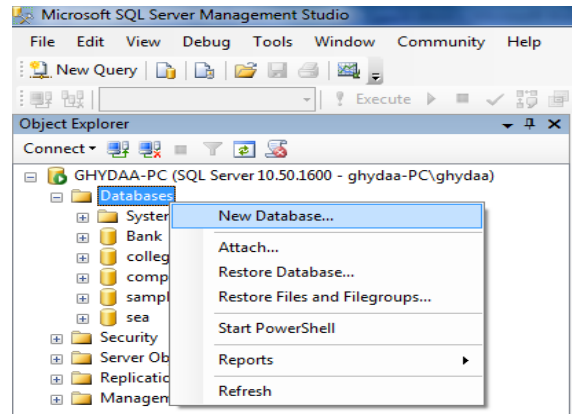 Microsoft SQL Server Management Studio
File Edit View Debug Tools Window Community Help
New Query
Execute
Object Explorer
Connect
GHYDAA-PC (SQL Server 10.50.1600 - ghydaa-PC\ghydaa)
Databases
Syster
New Database...
Bank
Attach...
colleg
Restore Database...
comp
Restore Files and Filegroups...
sampl
sea
Start PowerShell
Security
Server Ob
Reports
Replicatic
Managem
Refresh